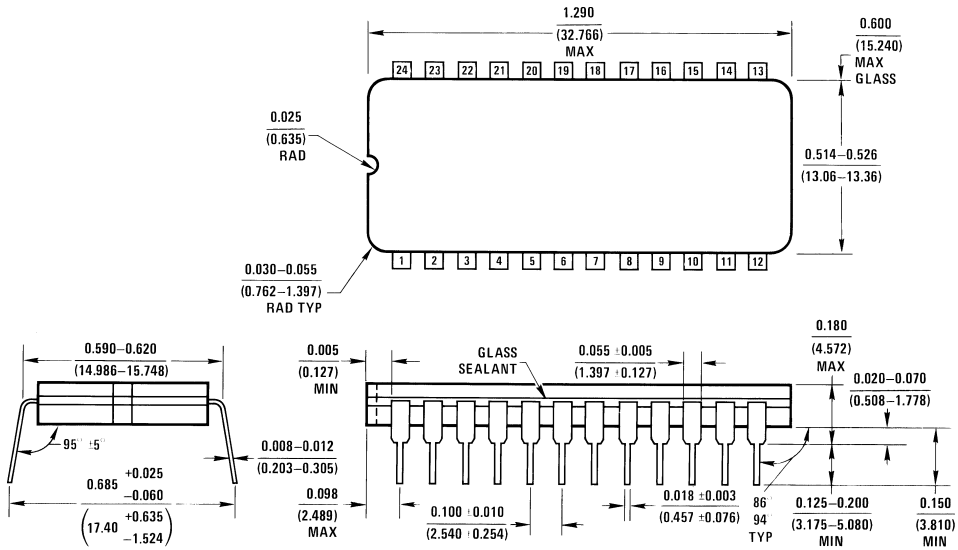 1.290
(32.766)
MAX
0.600
(15.240)
MAX
GLASS
24 23 22 21 20 19 18 17 16 15 14 13
0.025
(0.635)
RAD
0.514–0.526
(13.06–13.36)
1 2 3 4 5 6 7 8 9 10 11 12
0.030–0.055
(0.762–1.397)
RAD TYP
0.590–0.620
(14.986–15.748)
0.005
(0.127)
MIN
GLASS
SEALANT
0.055 ±0.005
(1.397 ±0.127)
0.180
(4.572)
MAX
0.020–0.070
(0.508–1.778)
95° ±5°
0.008–0.012
(0.203–0.305)
0.685 +0.025
-0.060
(17.40 +0.635
-1.524)
0.098
(2.489)
MAX
0.100 ±0.010
(2.540 ±0.254)
0.018 ±0.003
(0.457 ±0.076)
86°
94°
TYP
0.125–0.200
(3.175–5.080)
MIN
0.150
(3.810)
MIN